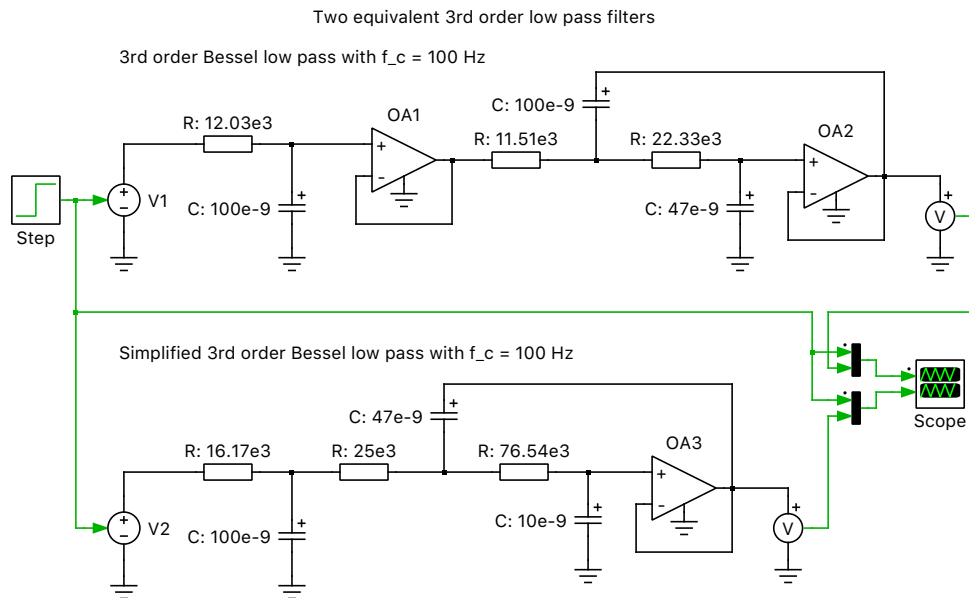 Two equivalent 3rd order low pass filters
3rd order Bessel low pass with f_c = 100 Hz
C: 100e-9
R: 12.03e3
OA1
R: 11.51e3
R: 22.33e3
OA2
V1
C: 100e-9
C: 47e-9
V
Step
Simplified 3rd order Bessel low pass with f_c = 100 Hz
Scope
C: 47e-9
R: 16.17e3
R: 25e3
R: 76.54e3
OA3
V2
C: 100e-9
C: 10e-9
V